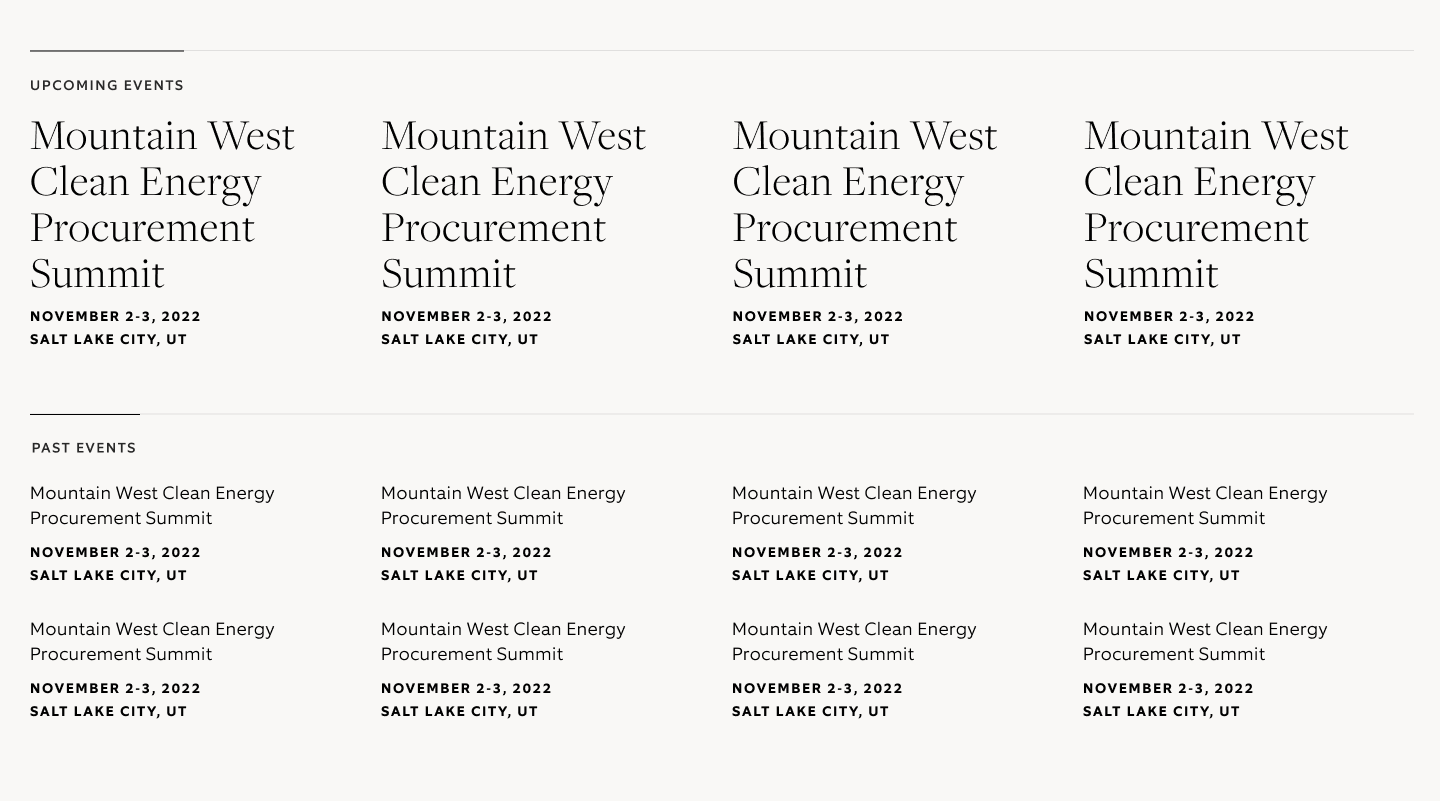 UPCOMING EVENTS
Mountain West
Clean Energy
Procurement
Summit
NOVEMBER 2-3, 2022
SALT LAKE CITY, UT
Mountain West
Clean Energy
Procurement
Summit
NOVEMBER 2-3, 2022
SALT LAKE CITY, UT
Mountain West
Clean Energy
Procurement
Summit
NOVEMBER 2-3, 2022
SALT LAKE CITY, UT
Mountain West
Clean Energy
Procurement
Summit
NOVEMBER 2-3, 2022
SALT LAKE CITY, UT
PAST EVENTS
Mountain West Clean Energy
Procurement Summit
NOVEMBER 2-3, 2022
SALT LAKE CITY, UT
Mountain West Clean Energy
Procurement Summit
NOVEMBER 2-3, 2022
SALT LAKE CITY, UT
Mountain West Clean Energy
Procurement Summit
NOVEMBER 2-3, 2022
SALT LAKE CITY, UT
Mountain West Clean Energy
Procurement Summit
NOVEMBER 2-3, 2022
SALT LAKE CITY, UT
Mountain West Clean Energy
Procurement Summit
NOVEMBER 2-3, 2022
SALT LAKE CITY, UT
Mountain West Clean Energy
Procurement Summit
NOVEMBER 2-3, 2022
SALT LAKE CITY, UT
Mountain West Clean Energy
Procurement Summit
NOVEMBER 2-3, 2022
SALT LAKE CITY, UT
Mountain West Clean Energy
Procurement Summit
NOVEMBER 2-3, 2022
SALT LAKE CITY, UT